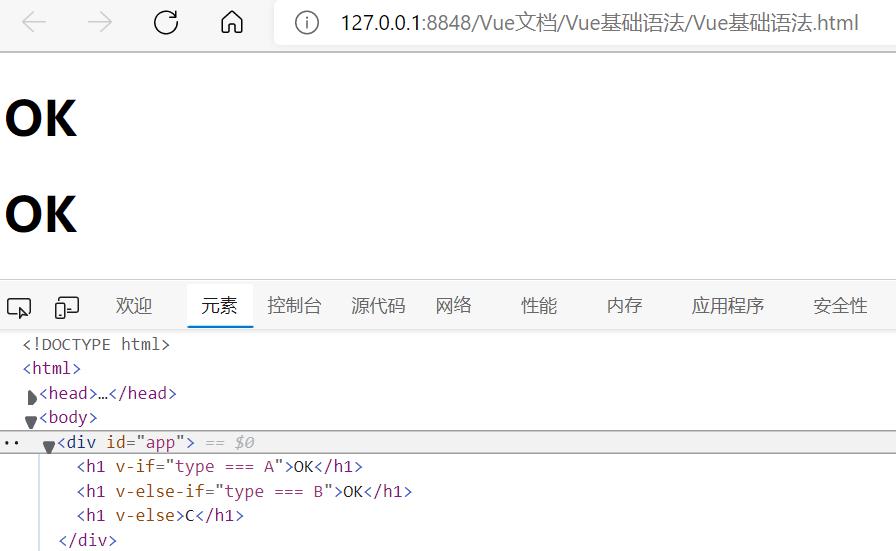 127.0.0.1:8848/Vue文档/Vue基础语法/Vue基础语法.html
OK
OK
欢迎 元素 控制台 源代码 网络 性能 内存 应用程序 安全性
<!DOCTYPE html>
<html>
<head>…</head>
<body>
<div id="app"> == $0
<h1 v-if="type === A">OK</h1>
<h1 v-else-if="type === B">OK</h1>
<h1 v-else>C</h1>
</div>